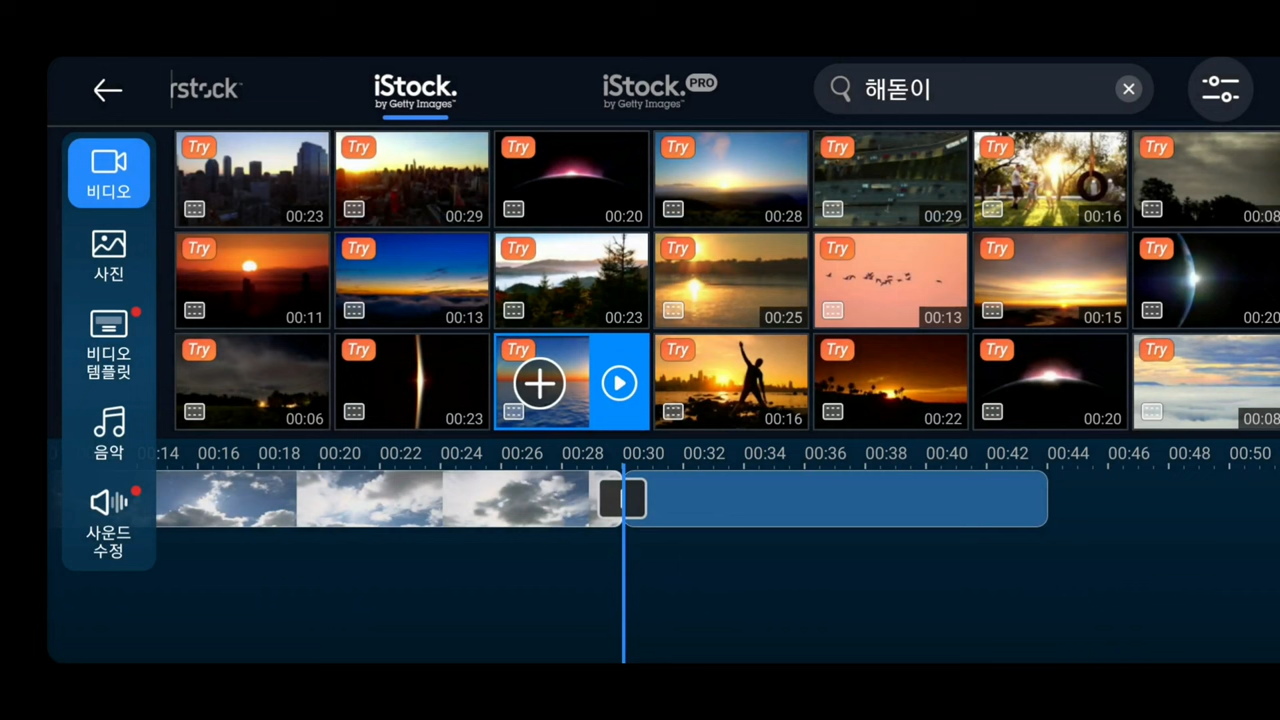 rstock
iStock.
by Getty Images™
iStock. PRO
by Getty Images™
해돋이
비디오
사진
비디오
템플릿
음악
사운드
수정
Try 00:23
Try 00:29
Try 00:20
Try 00:28
Try 00:29
Try 00:16
Try 00:08
Try 00:11
Try 00:13
Try 00:23
Try 00:25
Try 00:13
Try 00:15
Try 00:20
Try 00:06
Try 00:23
Try
Try 00:16
Try 00:22
Try 00:20
Try 00:08
0:14 00:16 00:18 00:20 00:22 00:24 00:26 00:28 00:30 00:32 00:34 00:36 00:38 00:40 00:42 00:44 00:46 00:48 00:50